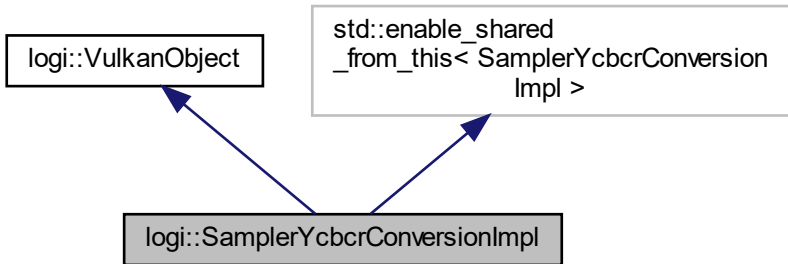 std::enable_shared
_from_this< SamplerYcbcrConversion
Impl >
logi::VulkanObject
logi::SamplerYcbcrConversionImpl